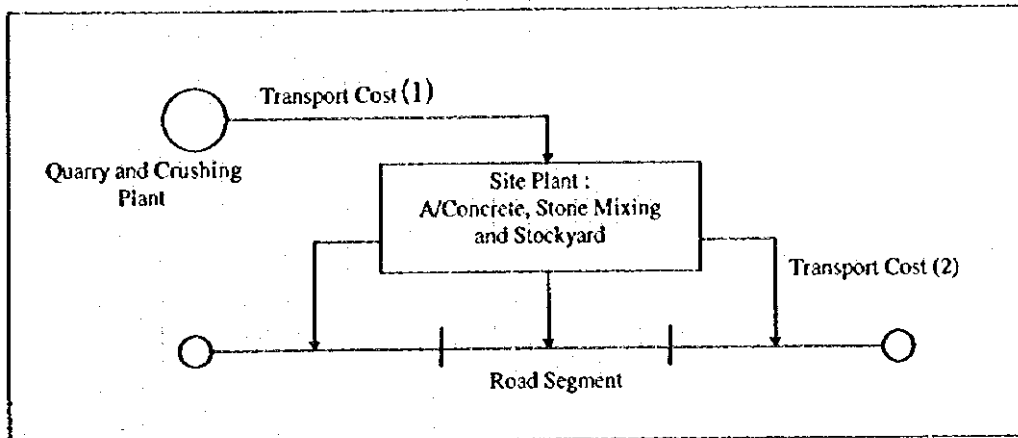 Transport Cost (1)
Quarry and Crushing
Plant
Site Plant :
A/Concrete, Stone Mixing
and Stockyard
Transport Cost (2)
Road Segment